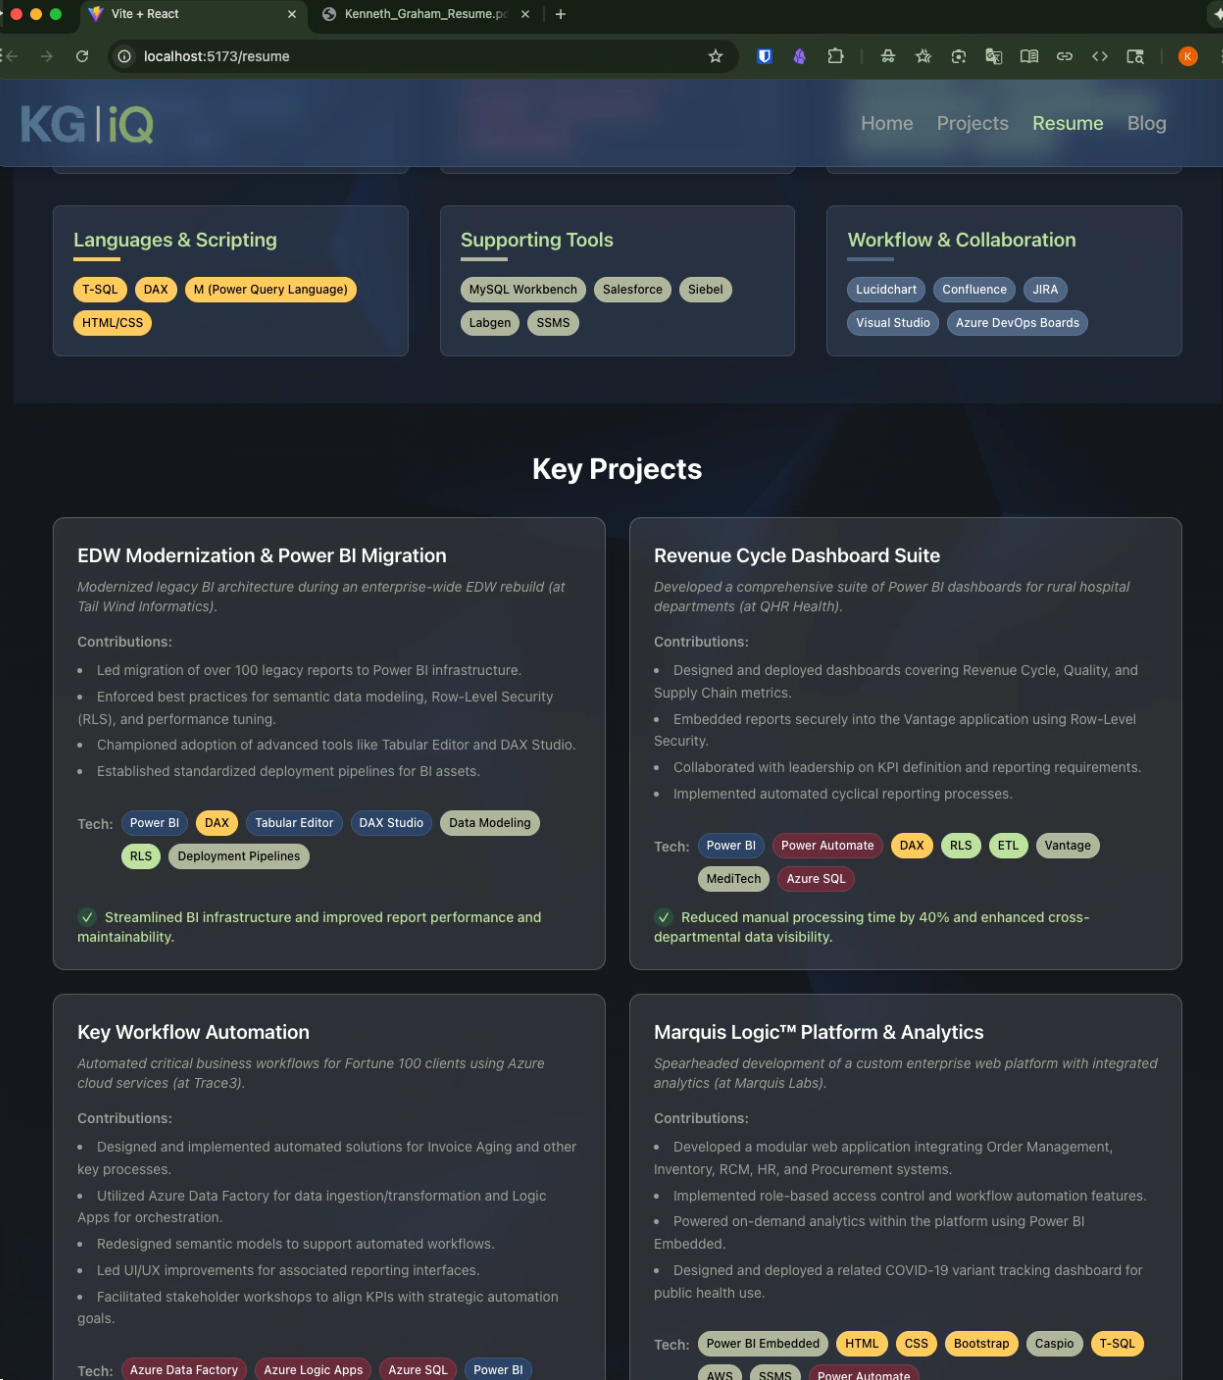 Vite + React
Kenneth_Graham_Resume.pd
localhost:5173/resume
K
KG|iQ
Home
Projects
Resume
Blog
Languages & Scripting
T-SQL
DAX
M (Power Query Language)
HTML/CSS
Supporting Tools
MySQL Workbench
Salesforce
Siebel
Labgen
SSMS
Workflow & Collaboration
Lucidchart
Confluence
JIRA
Visual Studio
Azure DevOps Boards
Key Projects
EDW Modernization & Power BI Migration
Modernized legacy BI architecture during an enterprise-wide EDW rebuild (at
Tail Wind Informatics).
Contributions:
• Led migration of over 100 legacy reports to Power BI infrastructure.
• Enforced best practices for semantic data modeling, Row-Level Security
(RLS), and performance tuning.
• Championed adoption of advanced tools like Tabular Editor and DAX Studio.
• Established standardized deployment pipelines for BI assets.
Tech: Power BI DAX Tabular Editor DAX Studio Data Modeling
RLS Deployment Pipelines
✓ Streamlined BI infrastructure and improved report performance and
maintainability.
Revenue Cycle Dashboard Suite
Developed a comprehensive suite of Power BI dashboards for rural hospital
departments (at QHR Health).
Contributions:
• Designed and deployed dashboards covering Revenue Cycle, Quality, and
Supply Chain metrics.
• Embedded reports securely into the Vantage application using Row-Level
Security.
• Collaborated with leadership on KPI definition and reporting requirements.
• Implemented automated cyclical reporting processes.
Tech: Power BI Power Automate DAX RLS ETL Vantage
MediTech Azure SQL
✓ Reduced manual processing time by 40% and enhanced cross-
departmental data visibility.
Key Workflow Automation
Automated critical business workflows for Fortune 100 clients using Azure
cloud services (at Trace3).
Contributions:
• Designed and implemented automated solutions for Invoice Aging and other
key processes.
• Utilized Azure Data Factory for data ingestion/transformation and Logic
Apps for orchestration.
• Redesigned semantic models to support automated workflows.
• Led UI/UX improvements for associated reporting interfaces.
• Facilitated stakeholder workshops to align KPIs with strategic automation
goals.
Tech: Azure Data Factory Azure Logic Apps Azure SQL Power BI
Marquis Logic™ Platform & Analytics
Spearheaded development of a custom enterprise web platform with integrated
analytics (at Marquis Labs).
Contributions:
• Developed a modular web application integrating Order Management,
Inventory, RCM, HR, and Procurement systems.
• Implemented role-based access control and workflow automation features.
• Powered on-demand analytics within the platform using Power BI
Embedded.
• Designed and deployed a related COVID-19 variant tracking dashboard for
public health use.
Tech: Power BI Embedded HTML CSS Bootstrap Caspio T-SQL
AWS SSMS Power Automate